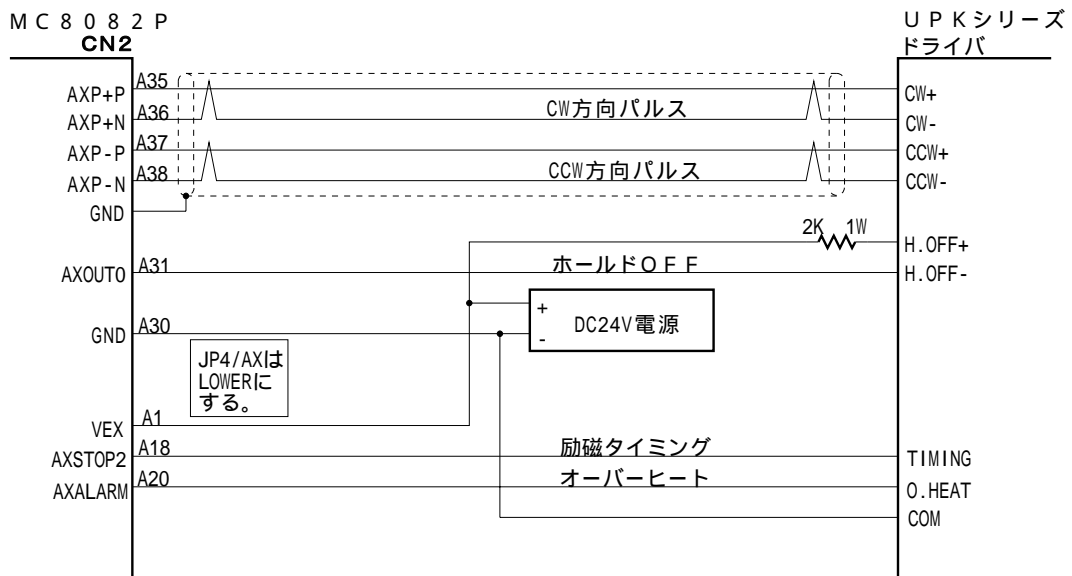 ＭＣ８０８２Ｐ
CN2
ＵＰＫシリーズ
ドライバ
AXP+P A35 CW+
AXP+N A36 CW方向パルス CW-
AXP-P A37 CCW+
AXP-N A38 CCW方向パルス CCW-
GND
2K 1W H.OFF+
AXOUT0 A31 ホールドＯＦＦ H.OFF-
+
DC24V電源
-
GND A30
JP4/AXは
LOWERに
する。
VEX A1
AXSTOP2 A18 励磁タイミング TIMING
AXALARM A20 オーバーヒート O.HEAT
COM